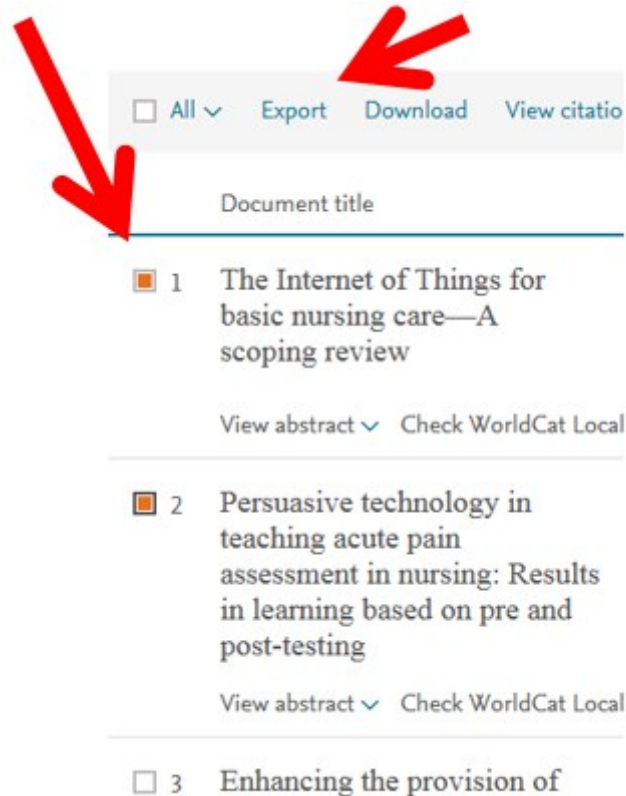 All Export Download View citatio
Document title
1 The Internet of Things for
basic nursing care—A
scoping review
View abstract Check WorldCat Local
2 Persuasive technology in
teaching acute pain
assessment in nursing: Results
in learning based on pre and
post-testing
View abstract Check WorldCat Local
3 Enhancing the provision of